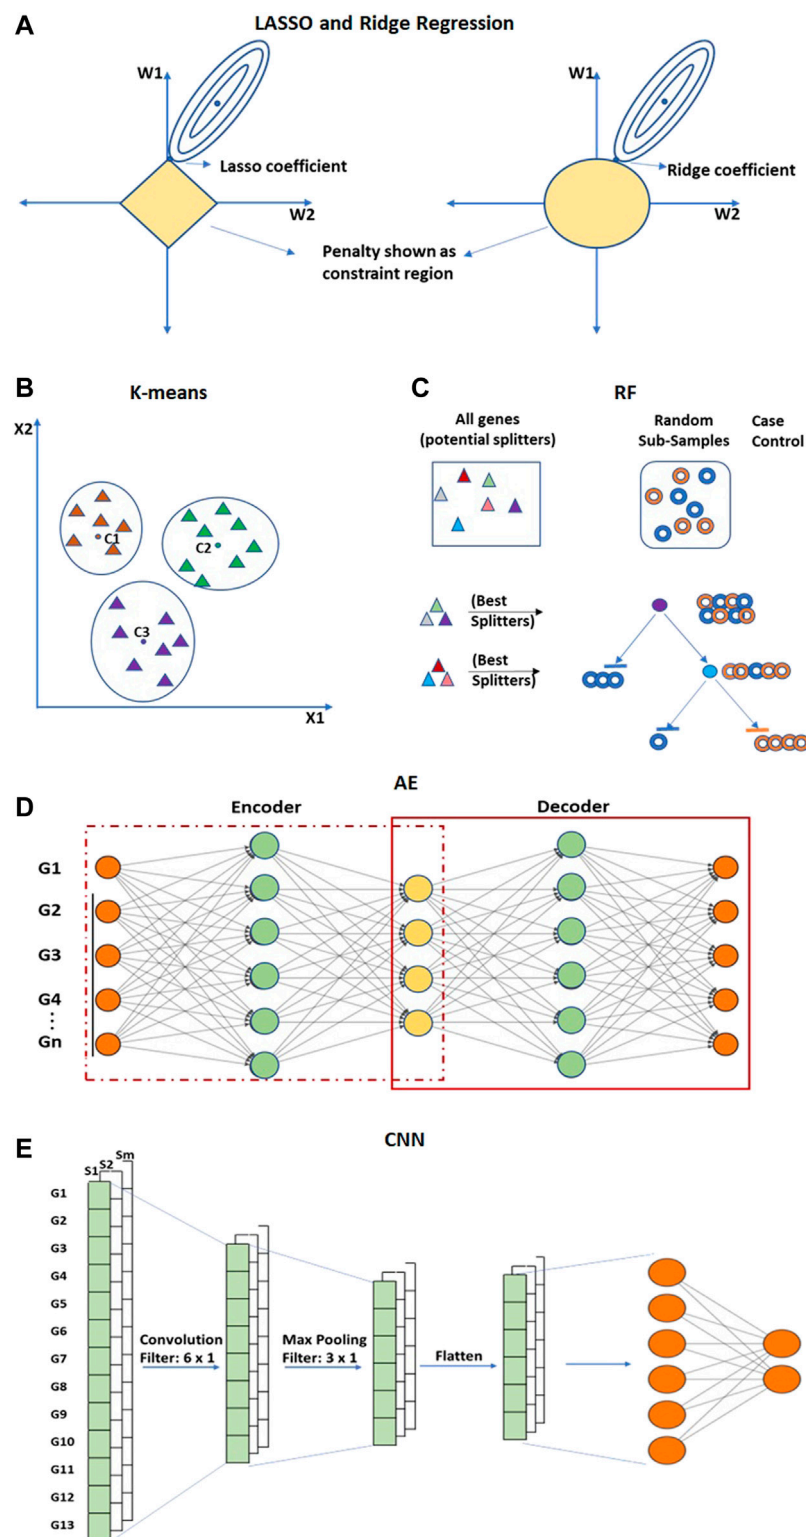 A
LASSO and Ridge Regression
W1
W1
Lasso coefficient
Ridge coefficient
W2
W2
Penalty shown as
constraint region
B
K-means
X2
C1
C2
C3
X1
C
RF
All genes
(potential splitters)
Random
Sub-Samples
Case
Control
(Best
Splitters)
(Best
Splitters)
D
AE
Encoder
Decoder
G1
G2
G3
G4
⋮
Gn
E
CNN
S1 S2 Sm
G1
G2
G3
G4
G5
G6
G7
G8
G9
G10
G11
G12
G13
Convolution
Filter: 6 x 1
Max Pooling
Filter: 3 x 1
Flatten